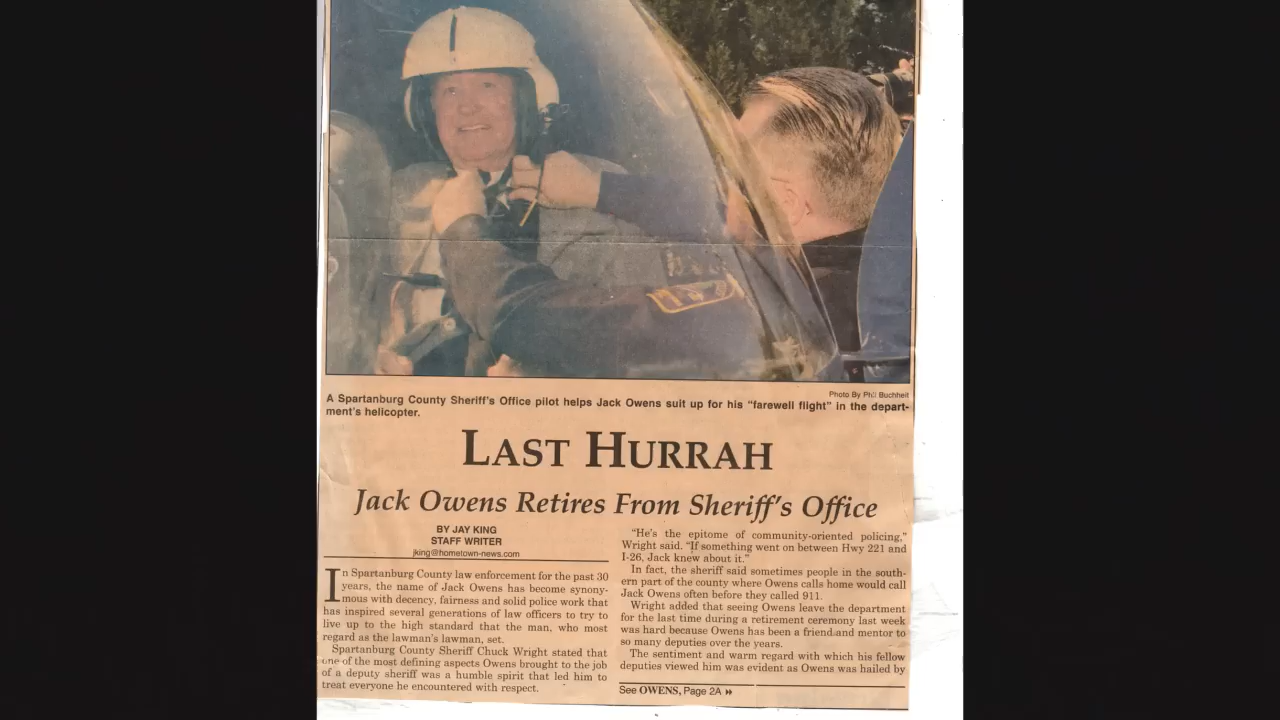 Photo By Phil Buchheit
A Spartanburg County Sheriff's Office pilot helps Jack Owens suit up for his "farewell flight" in the depart-
ment's helicopter.
LAST HURRAH
Jack Owens Retires From Sheriff's Office
BY JAY KING
STAFF WRITER
jking@hometown-news.com
In Spartanburg County law enforcement for the past 30
years, the name of Jack Owens has become synony-
mous with decency, fairness and solid police work that
has inspired several generations of law officers to try to
live up to the high standard that the man, who most
regard as the lawman's lawman, set.
Spartanburg County Sheriff Chuck Wright stated that
one of the most defining aspects Owens brought to the job
of a deputy sheriff was a humble spirit that led him to
treat everyone he encountered with respect.
"He's the epitome of community-oriented policing,"
Wright said. "If something went on between Hwy 221 and
I-26, Jack knew about it."
In fact, the sheriff said sometimes people in the south-
ern part of the county where Owens calls home would call
Jack Owens often before they called 911.
Wright added that seeing Owens leave the department
for the last time during a retirement ceremony last week
was hard because Owens has been a friend and mentor to
so many deputies over the years.
The sentiment and warm regard with which his fellow
deputies viewed him was evident as Owens was hailed by
See OWENS, Page 2A